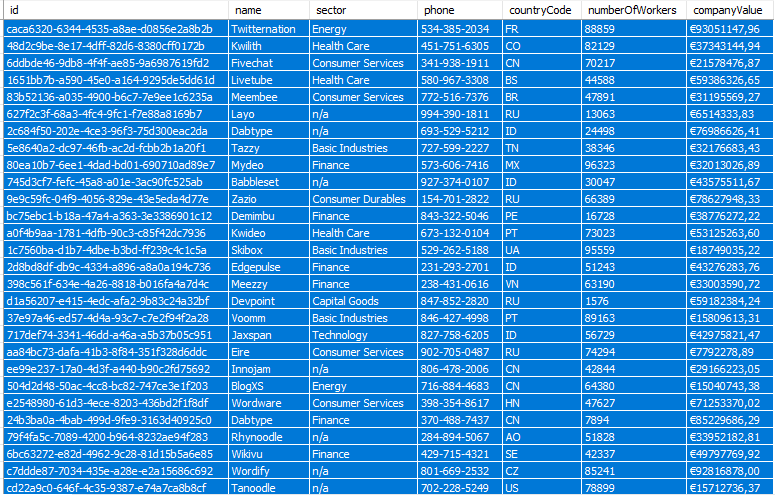 id name sector phone countryCode numberOfWorkers companyValue
caca6320-6344-4535-a8ae-d0856e2a8b2b Twitternation Energy 534-385-2034 FR 88859 €93051147,96
48d2c9be-8e17-4dff-82d6-8380cff0172b Kwilith Health Care 451-751-6305 CO 82129 €37343144,94
6ddbde46-9db8-4f4f-ae85-9a6987619fd2 Fivechat Consumer Services 341-938-1911 CN 70217 €21578476,87
1651bb7b-a590-45e0-a164-9295de5dd61d Livetube Health Care 580-967-3308 BS 44588 €59386326,65
83b52136-a035-4900-b6c7-7e9ee1c6235a Meembee Consumer Services 772-516-7376 BR 47891 €31195569,27
627f2c3f-68a3-4fc4-9fc1-f7e88a8169b7 Layo n/a 994-390-1811 RU 13063 €6514333,83
2c684f50-202e-4ce3-96f3-75d300eac2da Dabtype n/a 693-529-5212 ID 24498 €76986626,41
5e8640a2-dc97-46fb-ac2d-fcbb2b1a20f1 Tazzy Basic Industries 727-599-2227 TN 38346 €32176683,43
80ea10b7-6ee1-4dad-bd01-690710ad89e7 Mydeo Finance 573-606-7416 MX 96323 €32013026,89
745d3cf7-fefc-45a8-a01e-3ac90fc525ab Babbleset n/a 927-374-0107 ID 30047 €43575511,67
9e9c59fc-04f9-4056-829e-43e5eda4d77e Zazio Consumer Durables 154-701-2822 RU 66389 €78627948,33
bc75ebc1-b18a-47a4-a363-3e3386901c12 Demimbu Finance 843-322-5046 PE 16728 €38776272,22
a0f4b9aa-1781-4dfb-90c3-c85f42dc7936 Kwideo Health Care 673-132-0104 PT 73023 €53125263,60
1c7560ba-d1b7-4dbe-b3bd-ff239c4c1c5a Skibox Basic Industries 529-262-5188 UA 95559 €18749035,22
2d8bd8df-db9c-4334-a896-a8a0a194c736 Edgepulse Finance 231-293-2701 ID 51243 €43276283,76
398c561f-634e-4a26-8818-b016fa4a7d4c Meezzy Finance 238-431-0616 VN 63190 €33003590,72
d1a56207-e415-4edc-afa2-9b83c24a32bf Devpoint Capital Goods 847-852-2820 RU 1576 €59182384,24
37e97a46-ed57-4d4a-93c7-c7e2f94f2a28 Voomm Basic Industries 846-427-4998 PT 89163 €15809613,31
717def74-3341-46dd-a46a-a5b37b05c951 Jaxspan Technology 827-758-6205 ID 56729 €42975821,47
aa84bc73-dafa-41b3-8f84-351f328d6ddc Eire Consumer Services 902-705-0487 RU 74294 €7792278,89
ee99e237-17a0-4d3f-a440-b90c2fd75692 Innojam n/a 806-478-2006 CN 42844 €29166223,05
504d2d48-50ac-4cc8-bc82-747ce3e1f203 BlogXS Energy 716-884-4683 CN 64380 €15040743,38
e2548980-61d3-4ece-8203-436bd2f1f8df Wordware Consumer Services 398-354-8617 HN 47627 €71253370,02
24b3ba0a-4bab-499d-9fe9-3163d40925c0 Dabtype Finance 370-488-7437 CN 7894 €85229686,29
79f4fa5c-7089-4200-b964-8232ae94f283 Rhynoodle n/a 284-894-5067 AO 51828 €33952182,81
6bc63272-e82d-4962-9c28-81d15b5a6e85 Wikivu Finance 429-715-4321 SE 42337 €49797769,92
c7ddde87-7034-435e-a28e-e2a15686c692 Wordify n/a 801-669-2532 CZ 85241 €92816878,00
cd22a9c0-646f-4c35-9387-e74a7ca8b8cf Tanoodle n/a 702-228-5249 US 78899 €15712736,37